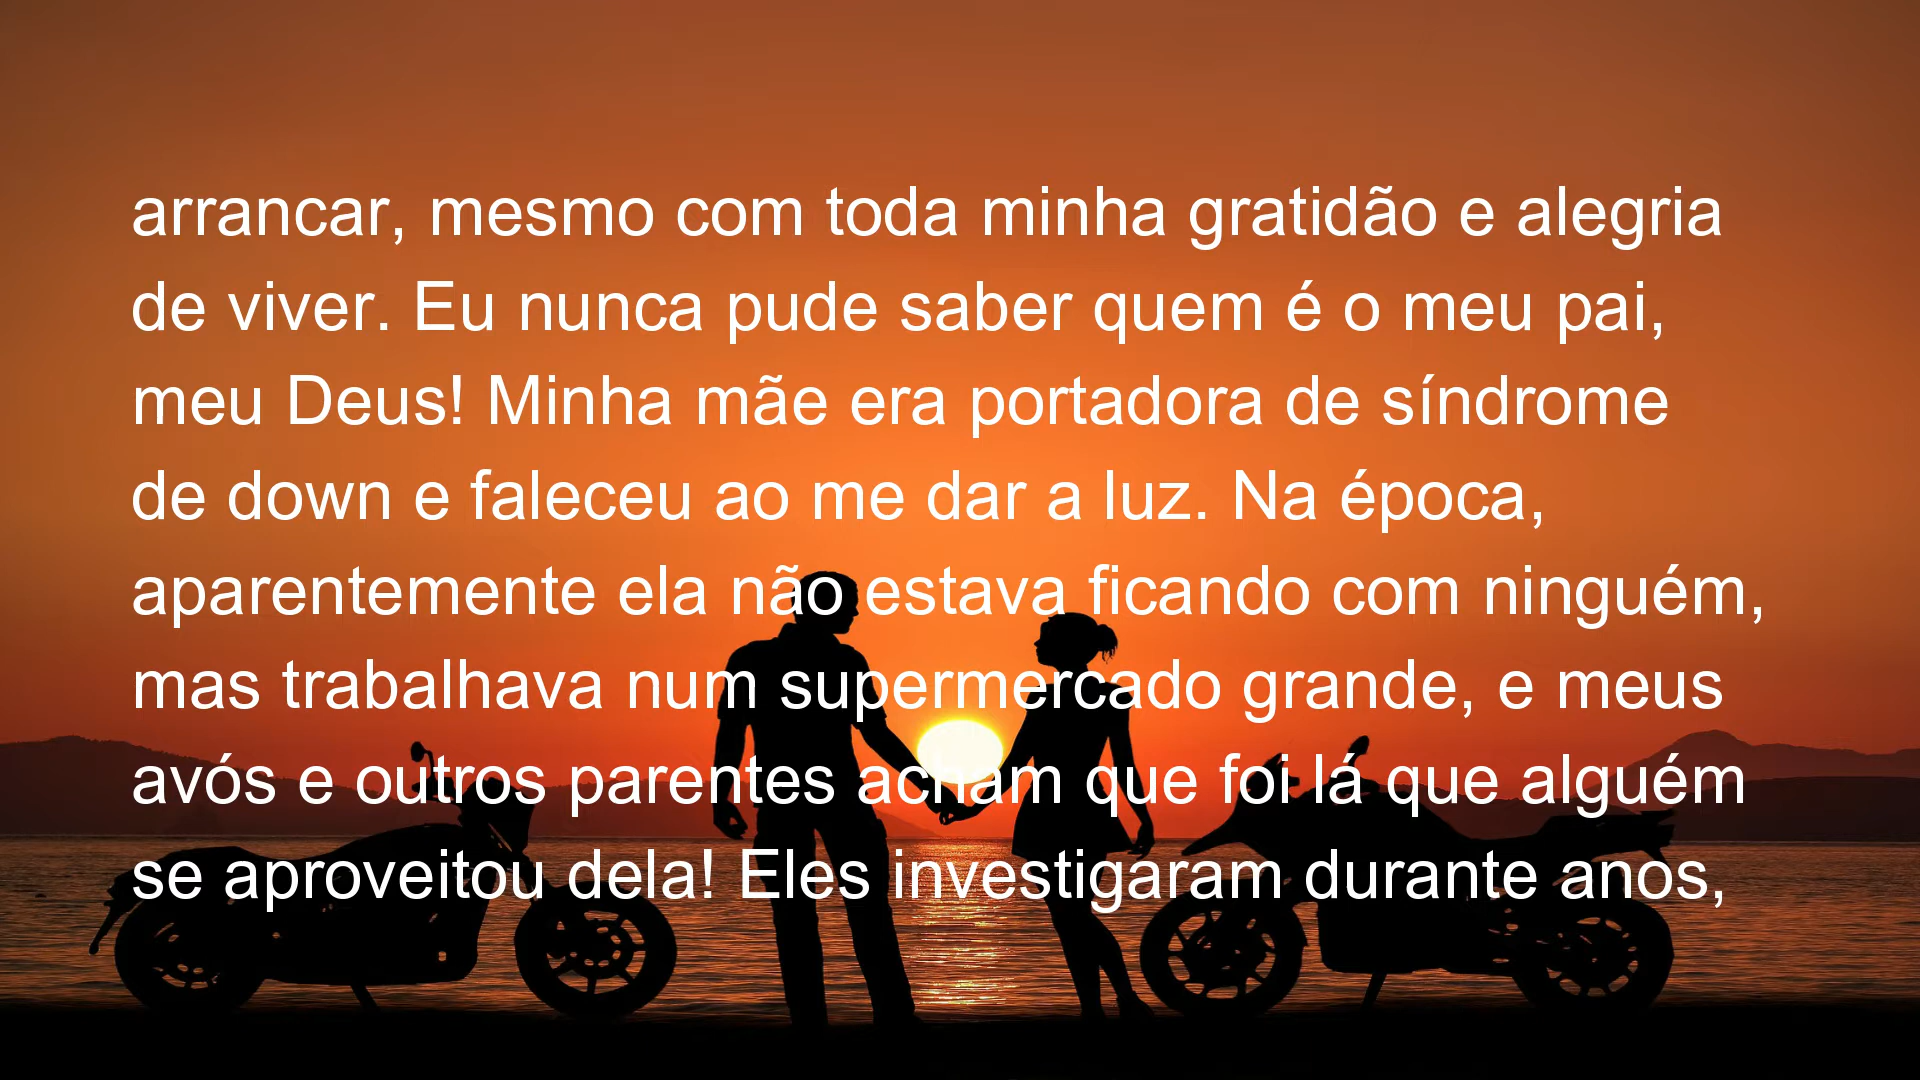 arrancar, mesmo com toda minha gratidão e alegria
de viver. Eu nunca pude saber quem é o meu pai,
meu Deus! Minha mãe era portadora de síndrome
de down e faleceu ao me dar a luz. Na época,
aparentemente ela não estava ficando com ninguém,
mas trabalhava num supermercado grande, e meus
avós e outros parentes acham que foi lá que alguém
se aproveitou dela! Eles investigaram durante anos,